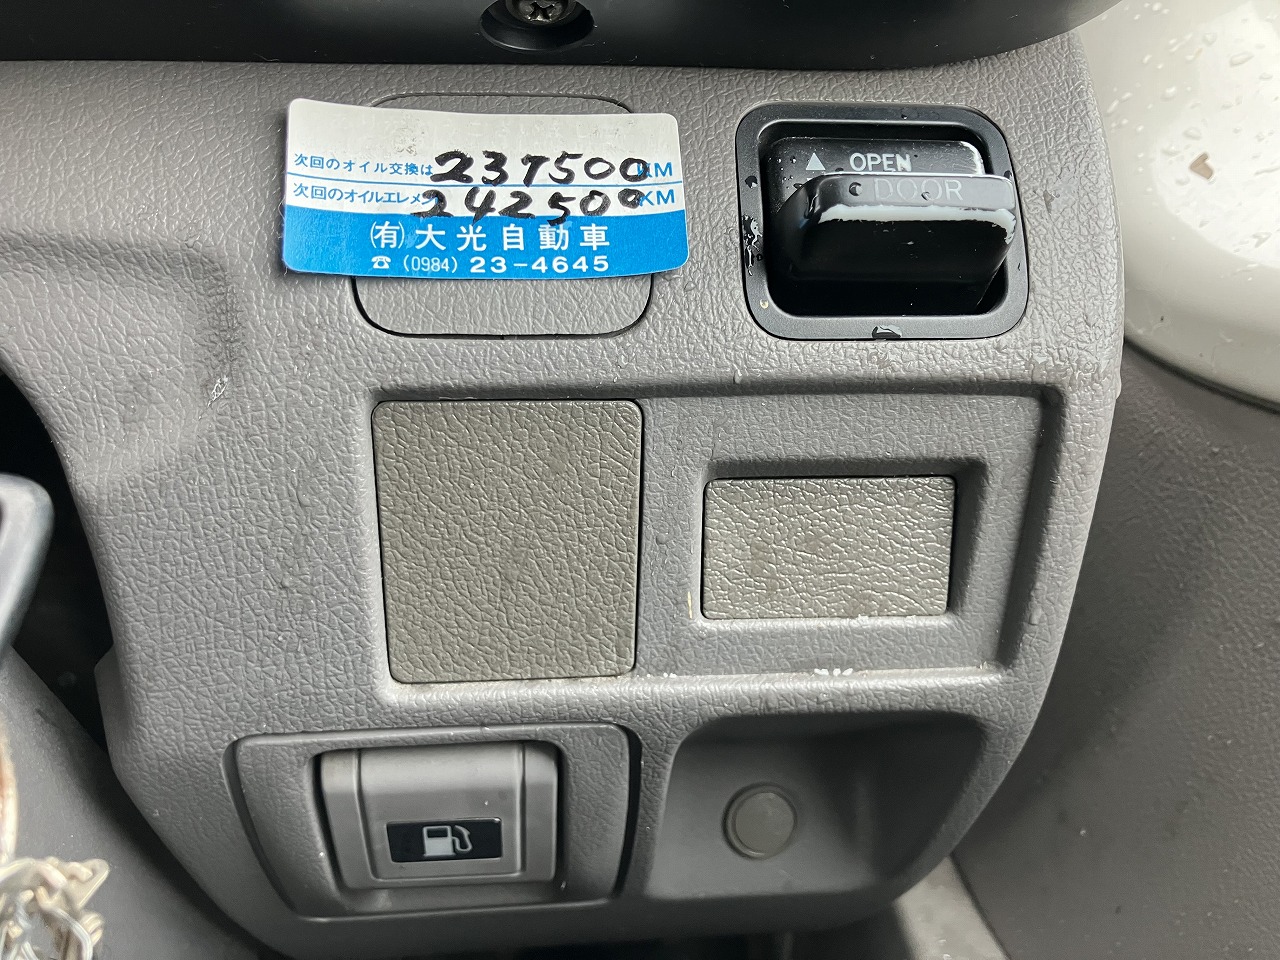 次回のオイル交換は 237500 KM
次回のオイルエレメン 242500 KM
㈲大光自動車
☎ (0984) 23-4645
▲ OPEN
DOOR